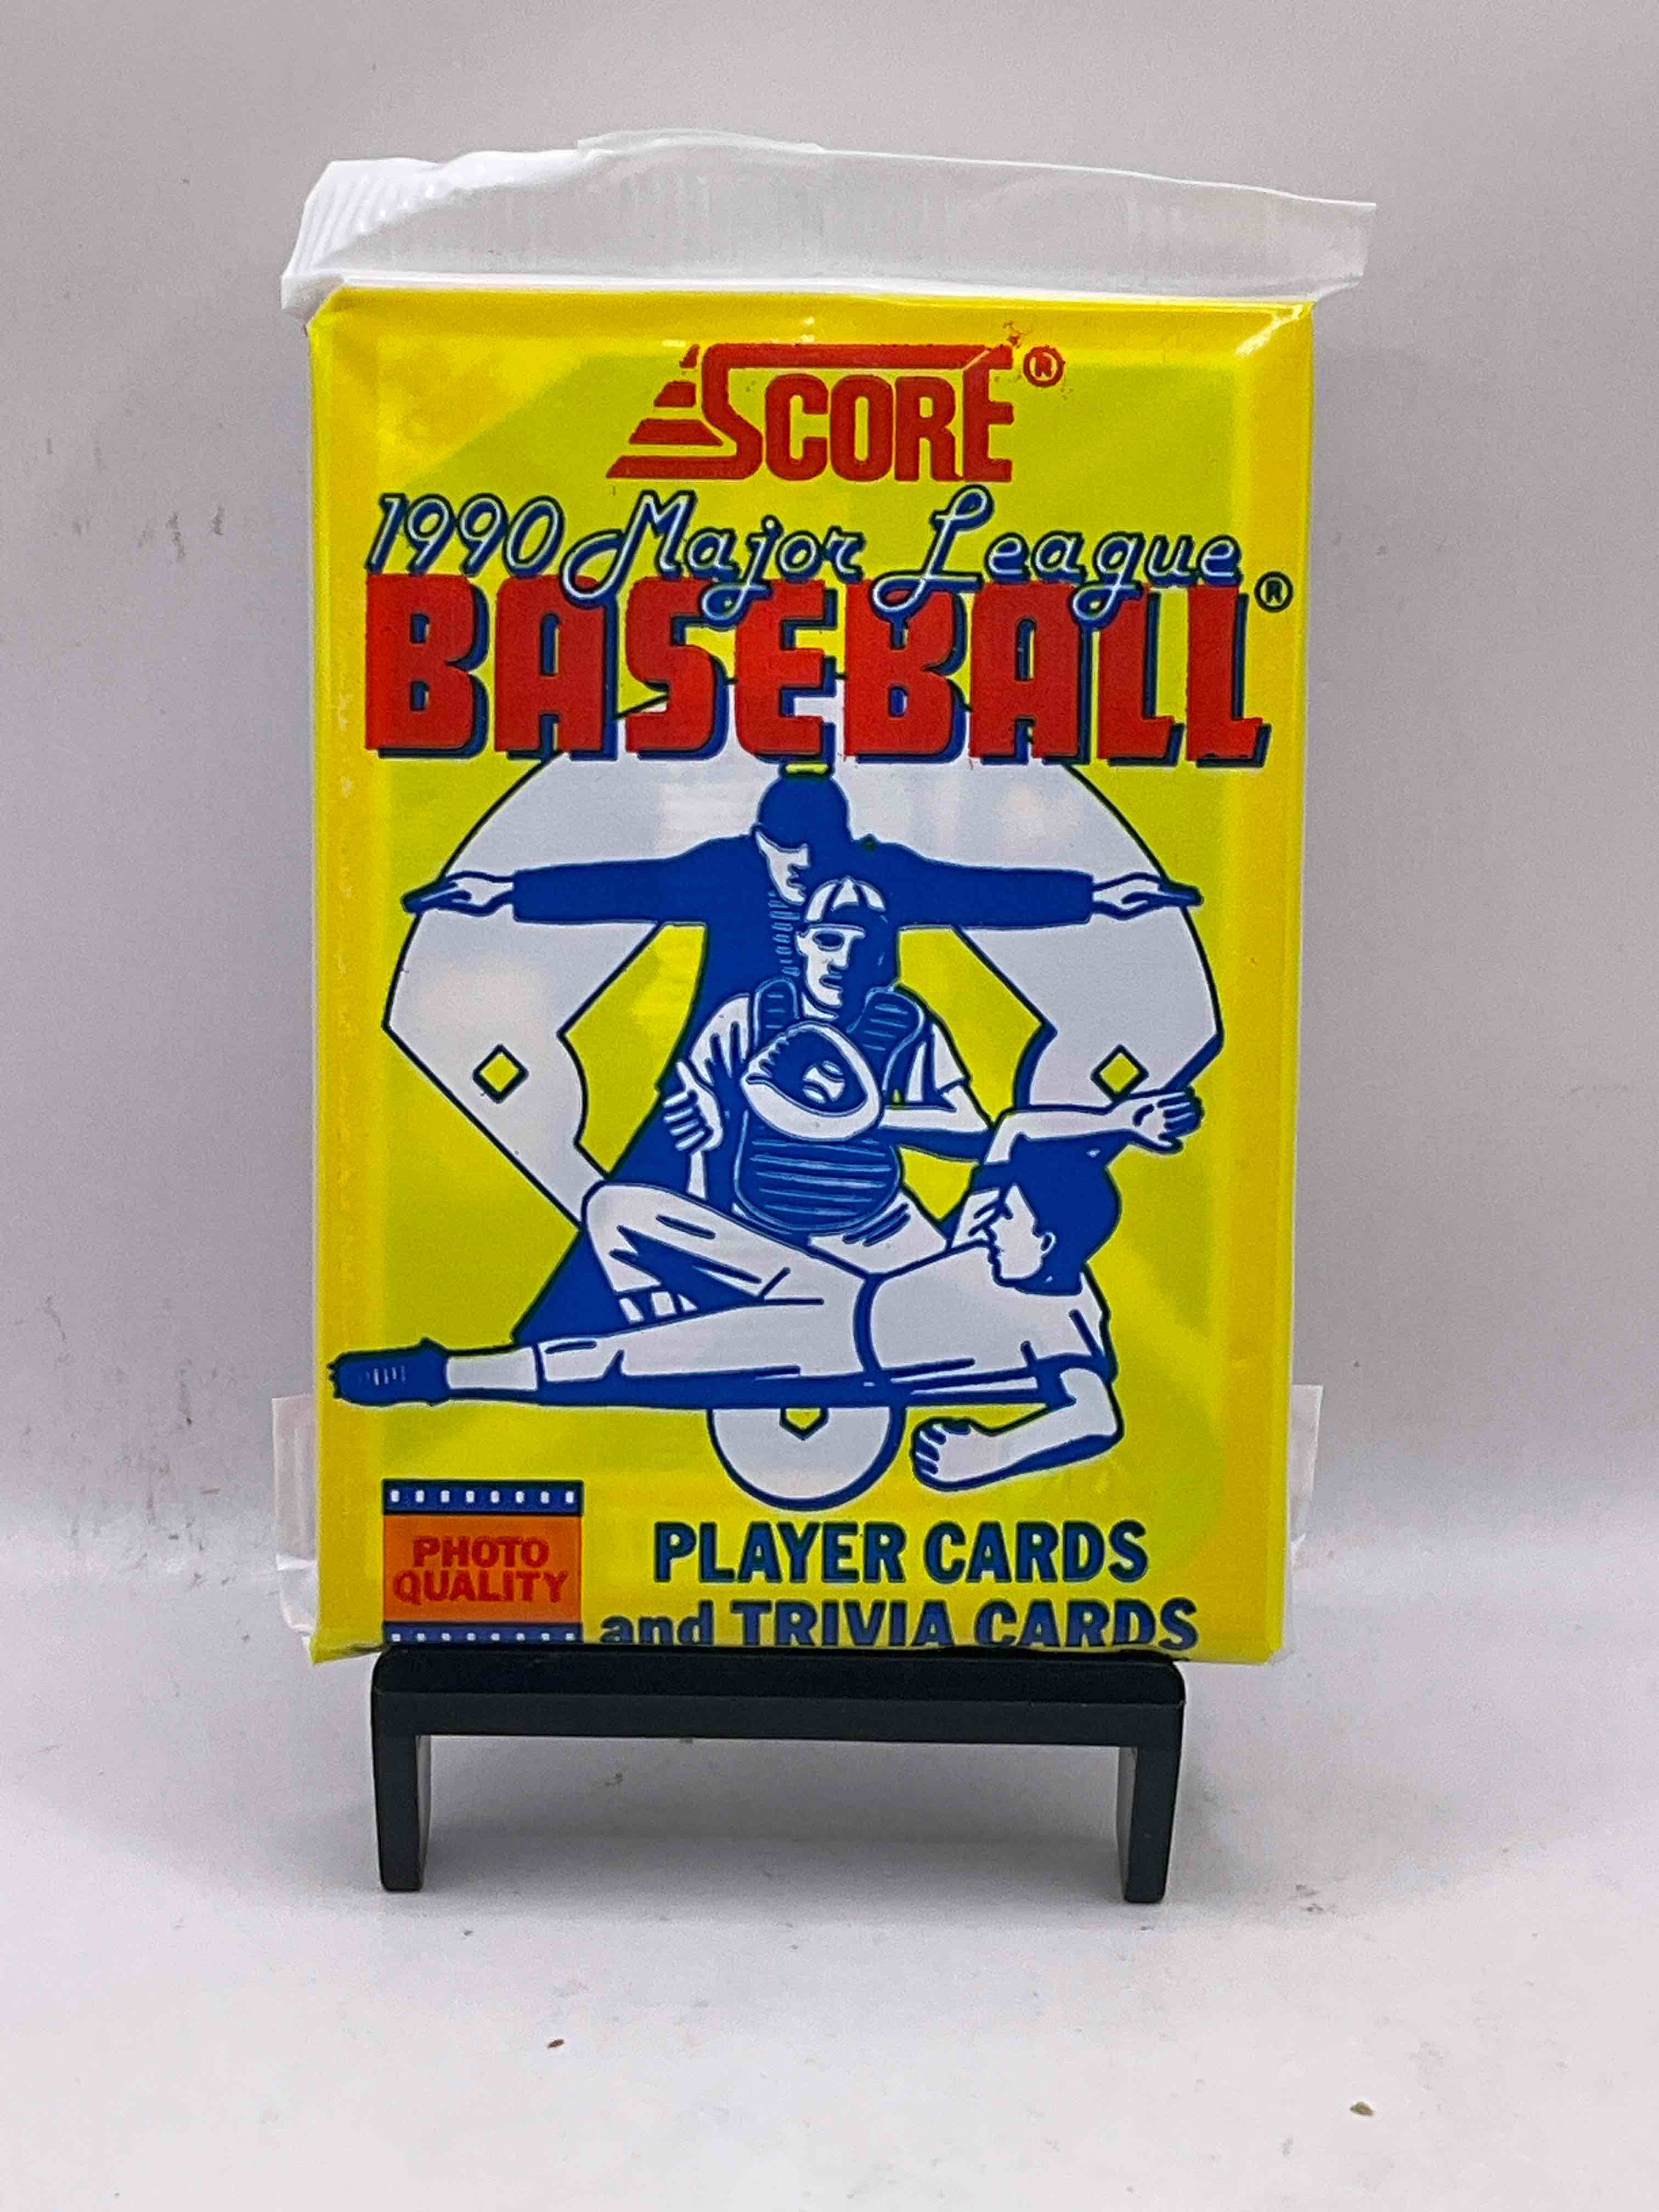 SCORE®
1990 Major League
BASEBALL®
PHOTO
QUALITY
PLAYER CARDS
and TRIVIA CARDS